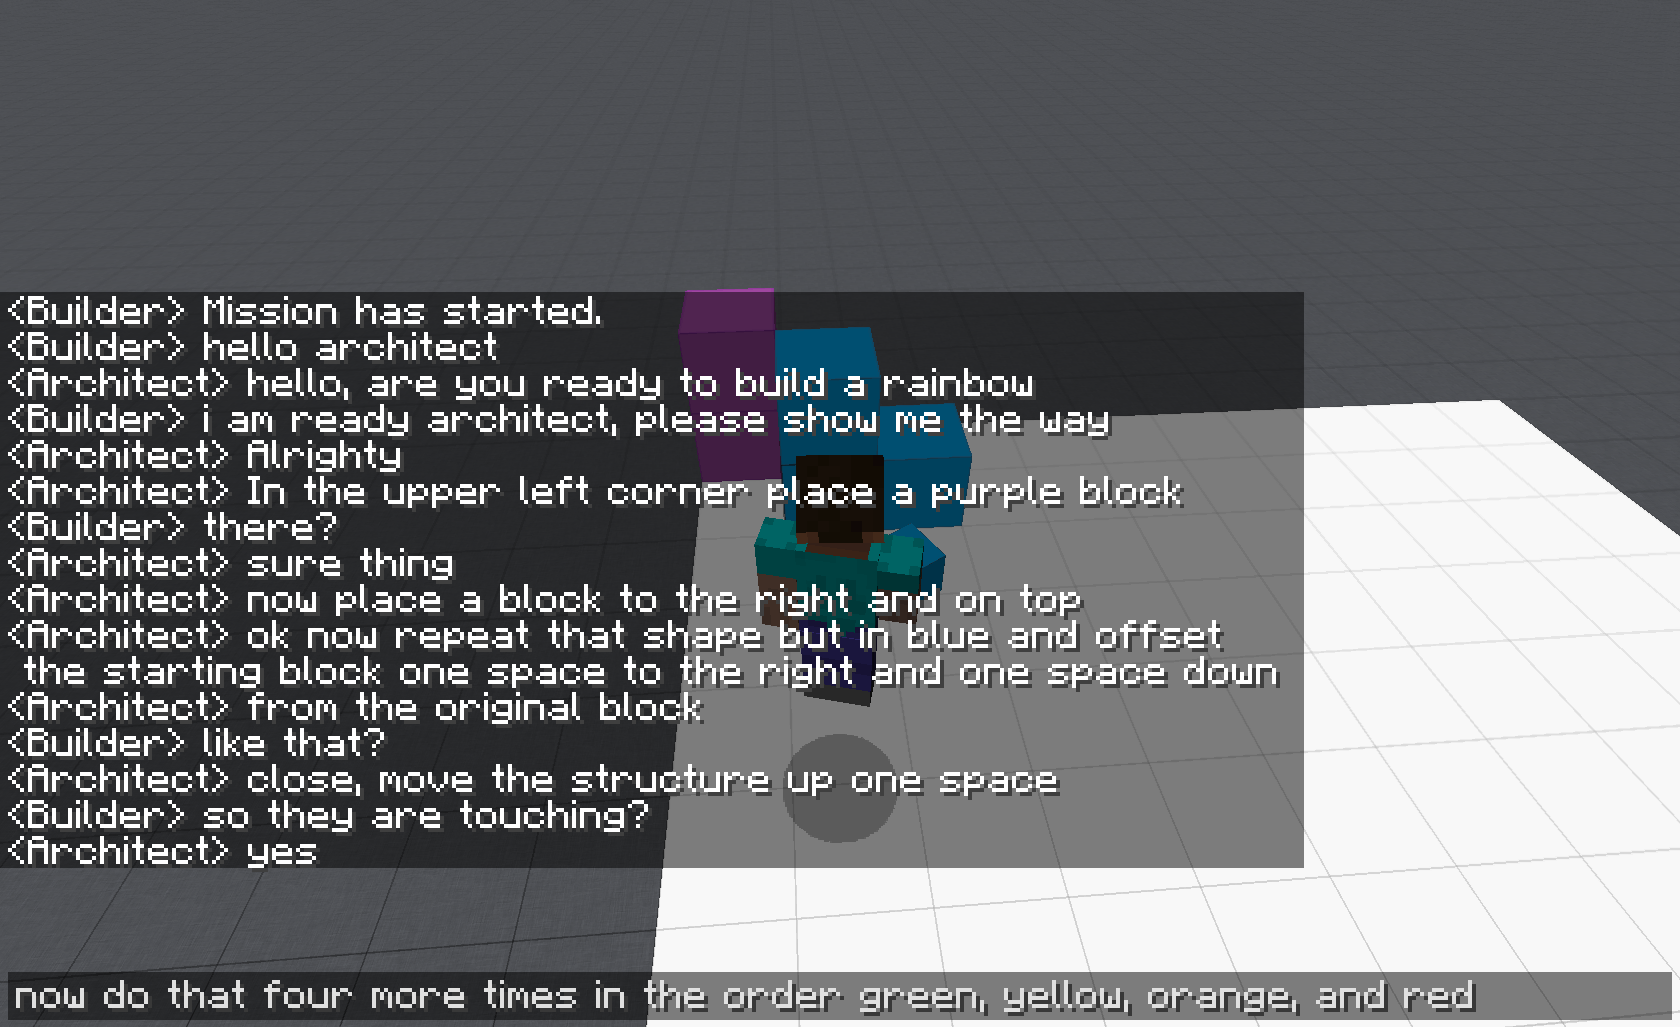 <Builder> Mission has started.
<Builder> hello architect
<Architect> hello, are you ready to build a rainbow
<Builder> i am ready architect, please show me the way
<Architect> Alrighty
<Architect> In the upper left corner place a purple block
<Builder> there?
<Architect> sure thing
<Architect> now place a block to the right and on top
<Architect> ok now repeat that shape but in blue and offset
the starting block one space to the right and one space down
<Architect> from the original block
<Builder> like that?
<Architect> close, move the structure up one space
<Builder> so they are touching?
<Architect> yes
now do that four more times in the order green, yellow, orange, and red